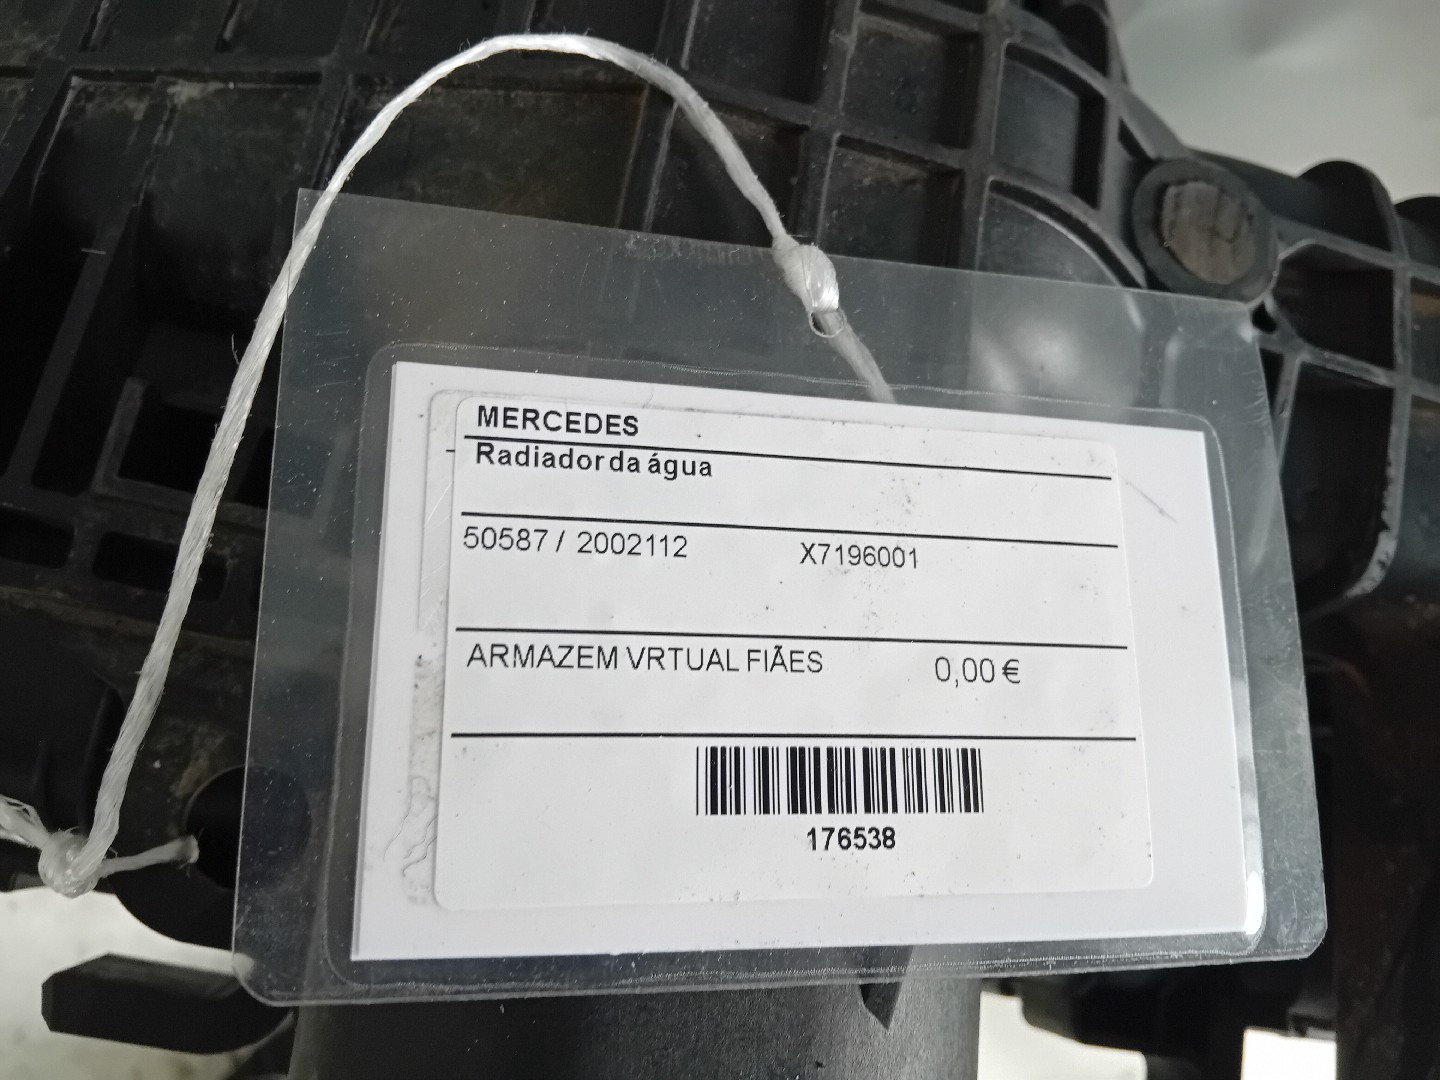 MERCEDES
Radiador da água
50587 / 2002112 X7196001
ARMAZEM VRTUAL FIÃES 0,00 €
176538